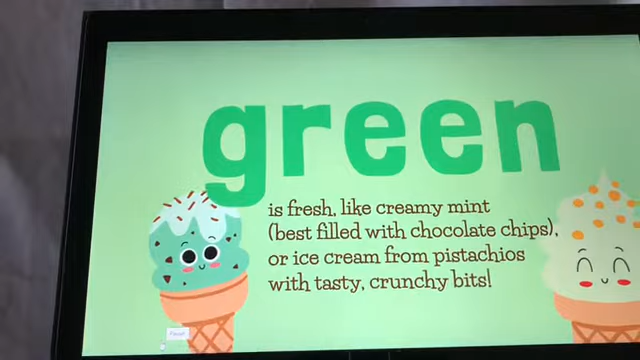 green
is fresh, like creamy mint
(best filled with chocolate chips),
or ice cream from pistachios
with tasty, crunchy bits!